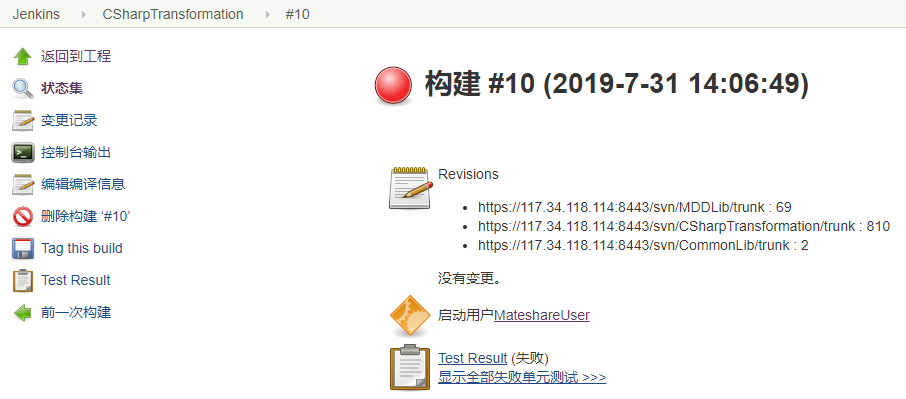 Jenkins CSharpTransformation #10
返回到工程
状态集
变更记录
控制台输出
编辑编译信息
删除构建 ‘#10’
Tag this build
Test Result
前一次构建
构建 #10 (2019-7-31 14:06:49)
Revisions
https://117.34.118.114:8443/svn/MDDLib/trunk : 69
https://117.34.118.114:8443/svn/CSharpTransformation/trunk : 810
https://117.34.118.114:8443/svn/CommonLib/trunk : 2
没有变更。
启动用户MateshareUser
Test Result (失败)
显示全部失败单元测试 >>>